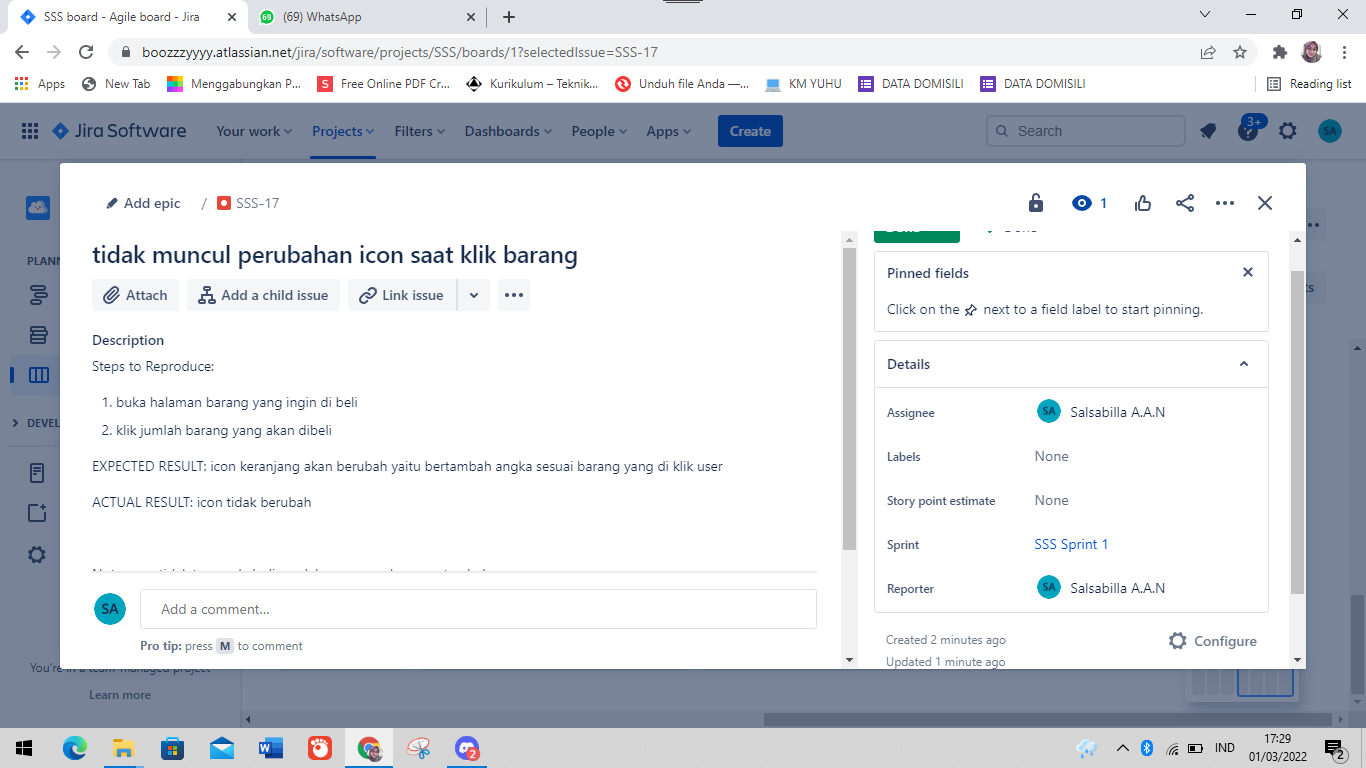 SSS board - Agile board - Jira
69
(69) WhatsApp
boozzzyyyy.atlassian.net/jira/software/projects/SSS/boards/1?selectedIssue=SSS-17
Apps
New Tab
Menggabungkan P...
S
Free Online PDF Cr...
Kurikulum – Teknik...
Unduh file Anda —...
KM YUHU
DATA DOMISILI
DATA DOMISILI
Reading list
Jira Software
Your work
Projects
Filters
Dashboards
People
Apps
Create
Search
3+
SA
Add epic
/
SSS-17
1
tidak muncul perubahan icon saat klik barang
Attach
Add a child issue
Link issue
Description
Steps to Reproduce:
1. buka halaman barang yang ingin di beli
2. klik jumlah barang yang akan dibeli
EXPECTED RESULT: icon keranjang akan berubah yaitu bertambah angka sesuai barang yang di klik user
ACTUAL RESULT: icon tidak berubah
SA
Add a comment...
Pro tip: press M to comment
Pinned fields
Click on the next to a field label to start pinning.
Details
Assignee
SA
Salsabilla A.A.N
Labels
None
Story point estimate
None
Sprint
SSS Sprint 1
Reporter
SA
Salsabilla A.A.N
Created 2 minutes ago
Updated 1 minute ago
Configure
PLANN
DEVEL
You're in a team-managed project
Learn more
2
IND
17:29
01/03/2022
2